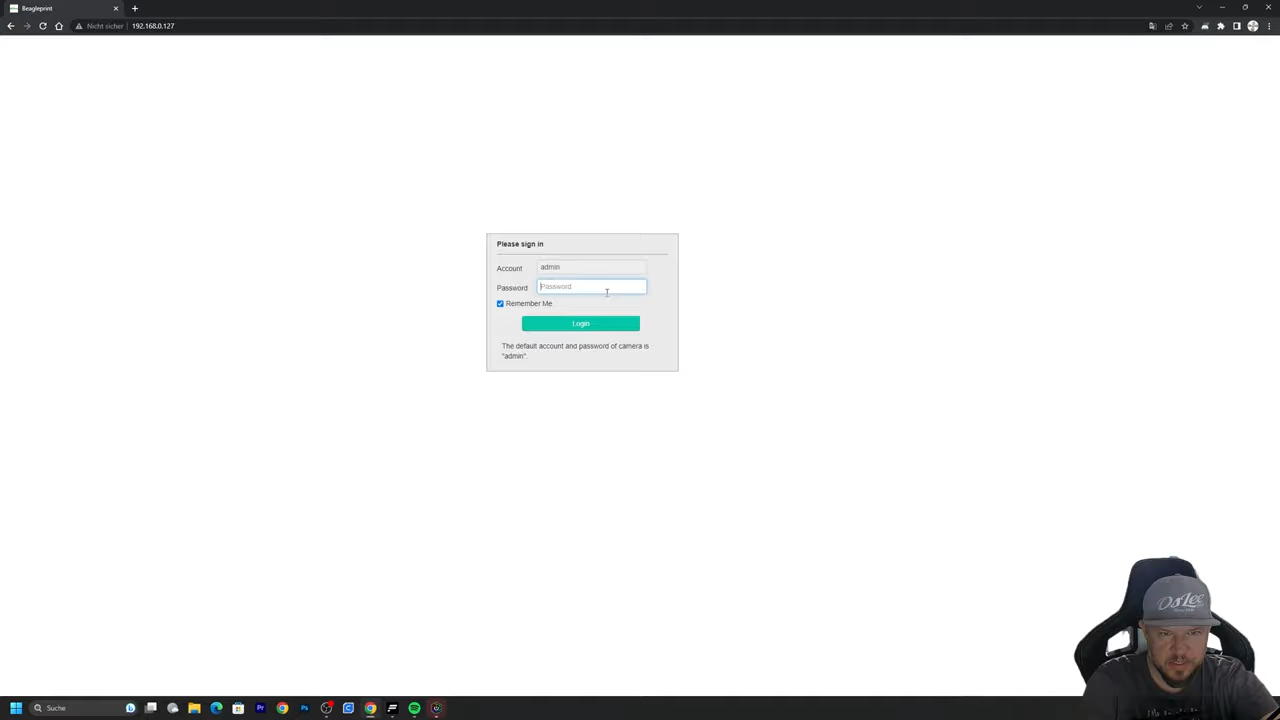 Beagleprint
Nicht sicher
192.168.0.127
Please sign in
Account
admin
Password
Password
Remember Me
Login
The default account and password of camera is
"admin".
OsLee
Suche